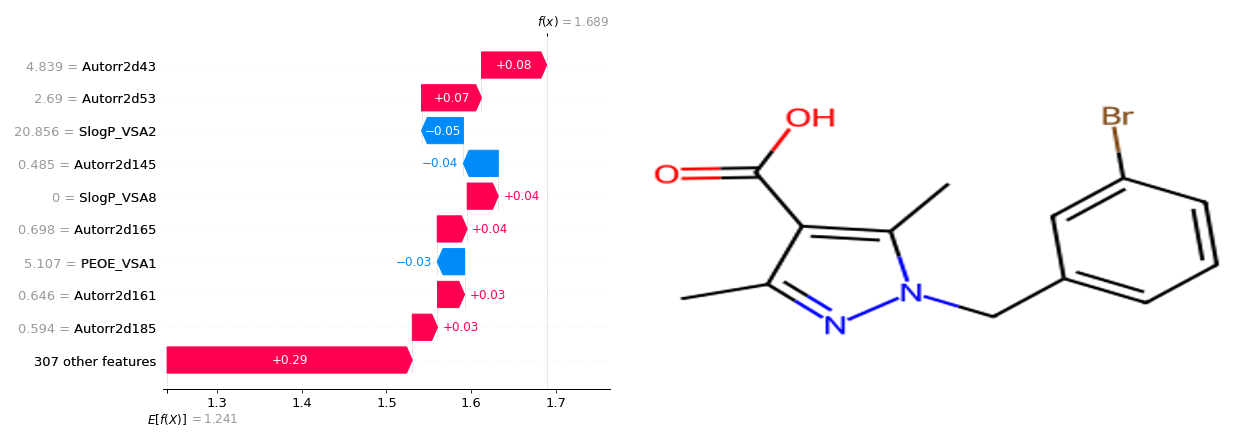 f(x) = 1.689
4.839 = Autorr2d43 +0.08
2.69 = Autorr2d53 +0.07
20.856 = SlogP_VSA2 −0.05
0.485 = Autorr2d145 −0.04
0 = SlogP_VSA8 +0.04
0.698 = Autorr2d165 +0.04
5.107 = PEOE_VSA1 −0.03
0.646 = Autorr2d161 +0.03
0.594 = Autorr2d185 +0.03
307 other features +0.29
1.3 1.4 1.5 1.6 1.7
E[f(X)] = 1.241
Br
OH
O
N
N